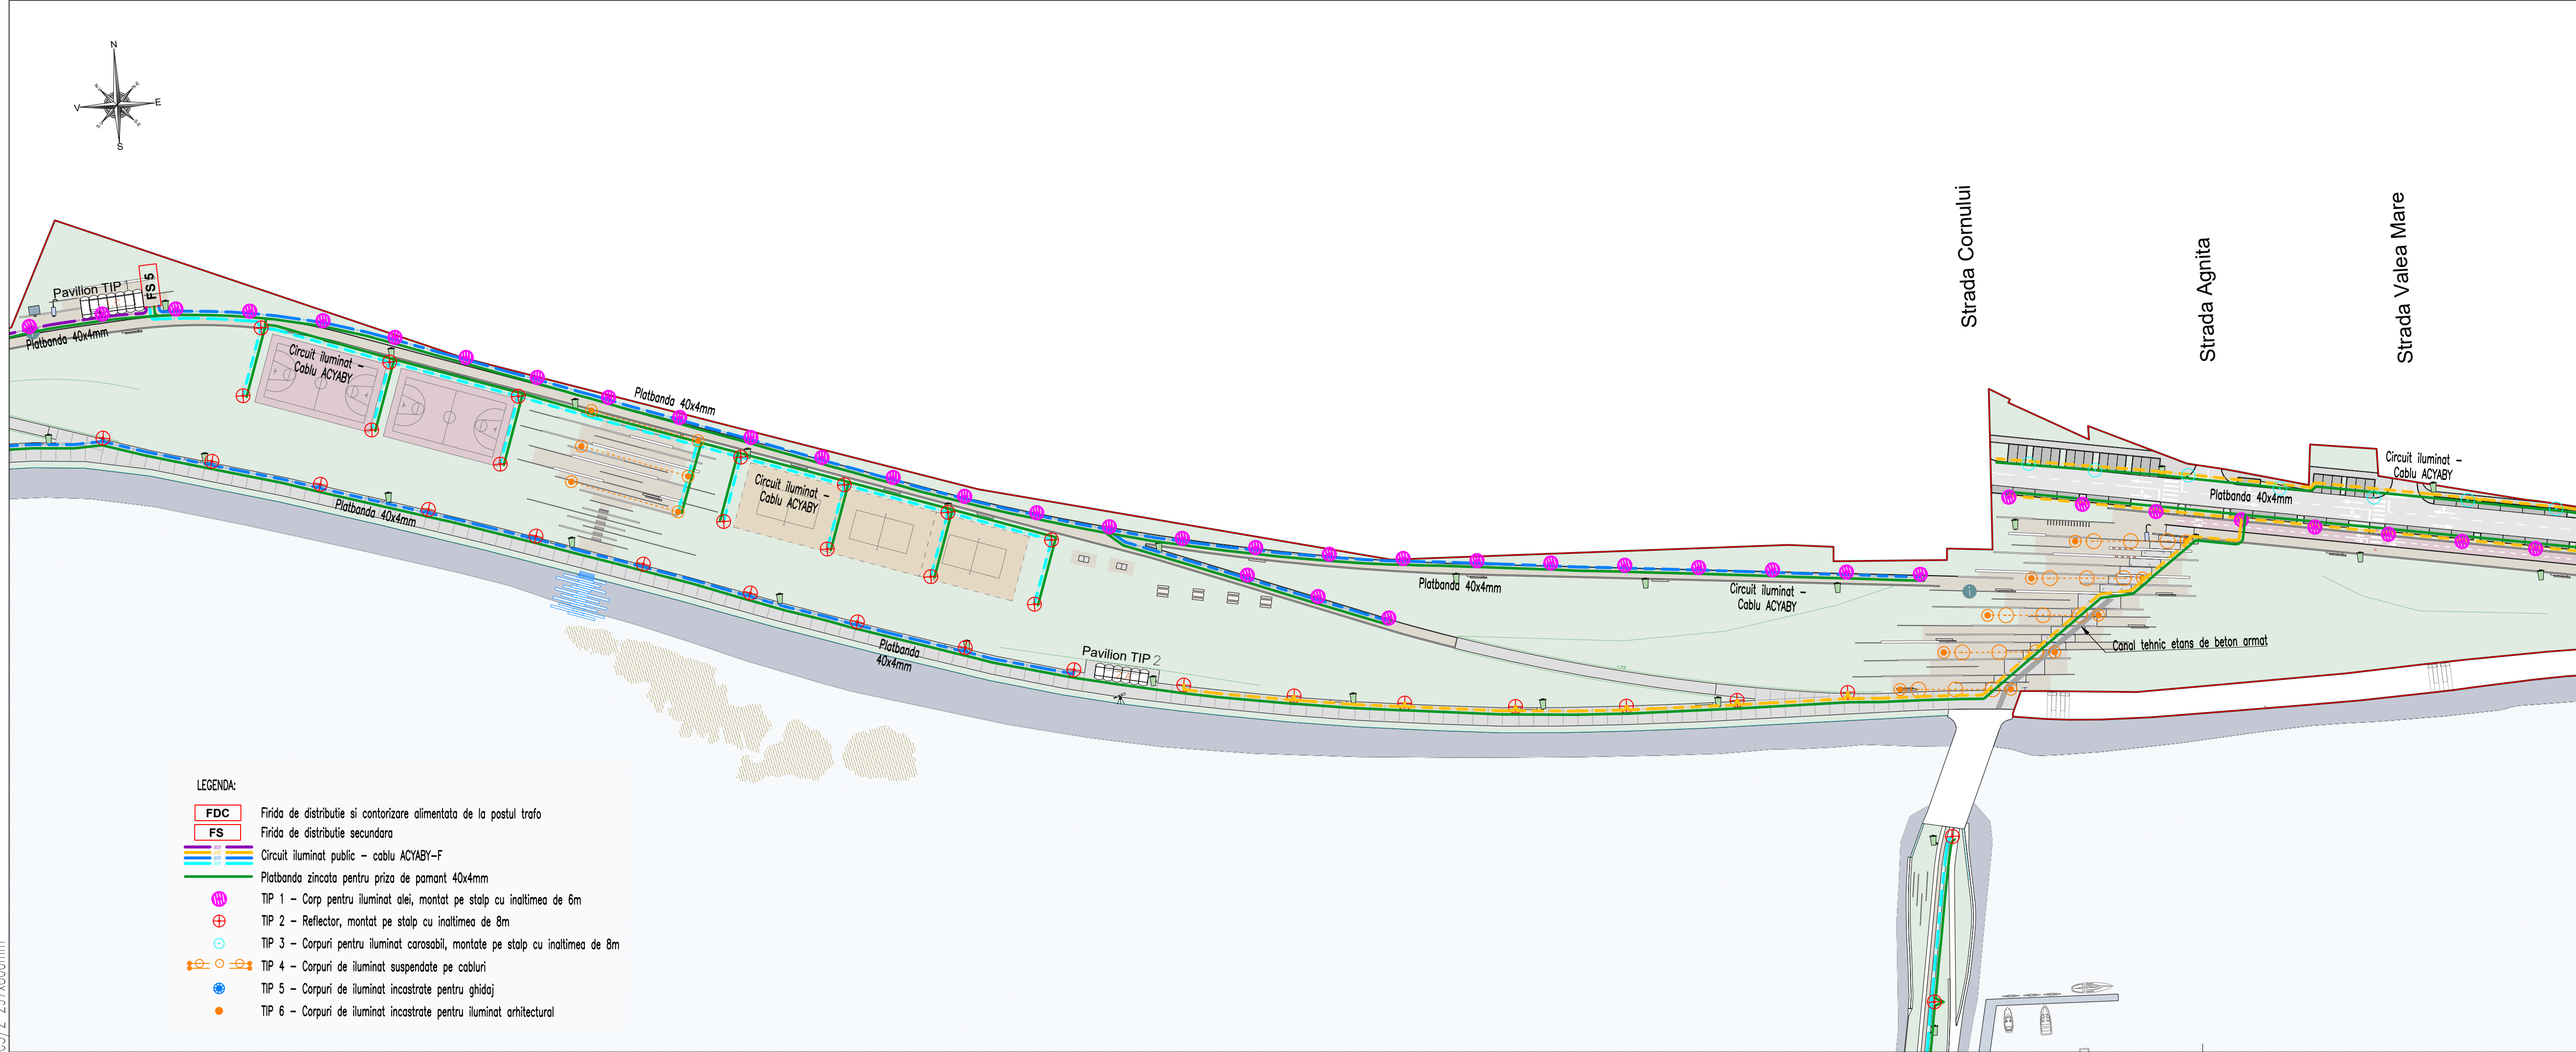 N
V
E
S
Strada Cornului
Strada Agnita
Strada Valea Mare
Pavilion TIP
FS 5
Platbanda 40x4mm
Circuit iluminat –
Cablu ACYABY
Platbanda 40x4mm
Platbanda 40x4mm
Circuit iluminat –
Cablu ACYABY
Platbanda
40x4mm
Pavilion TIP 2
Platbanda 40x4mm
Circuit iluminat –
Cablu ACYABY
i
Canal tehnic etans de beton armat
Platbanda 40x4mm
Circuit iluminat –
Cablu ACYABY
LEGENDA:
FDC Firida de distributie si contorizare alimentata de la postul trafo
FS Firida de distributie secundara
Circuit iluminat public – cablu ACYABY-F
Platbanda zincata pentru priza de pamant 40x4mm
TIP 1 – Corp pentru iluminat alei, montat pe stalp cu inaltimea de 6m
TIP 2 – Reflector, montat pe stalp cu inaltimea de 8m
TIP 3 – Corpuri pentru iluminat carosabil, montate pe stalp cu inaltimea de 8m
TIP 4 – Corpuri de iluminat suspendate pe cabluri
TIP 5 – Corpuri de iluminat incastrate pentru ghidaj
TIP 6 – Corpuri de iluminat incastrate pentru iluminat arhitectural